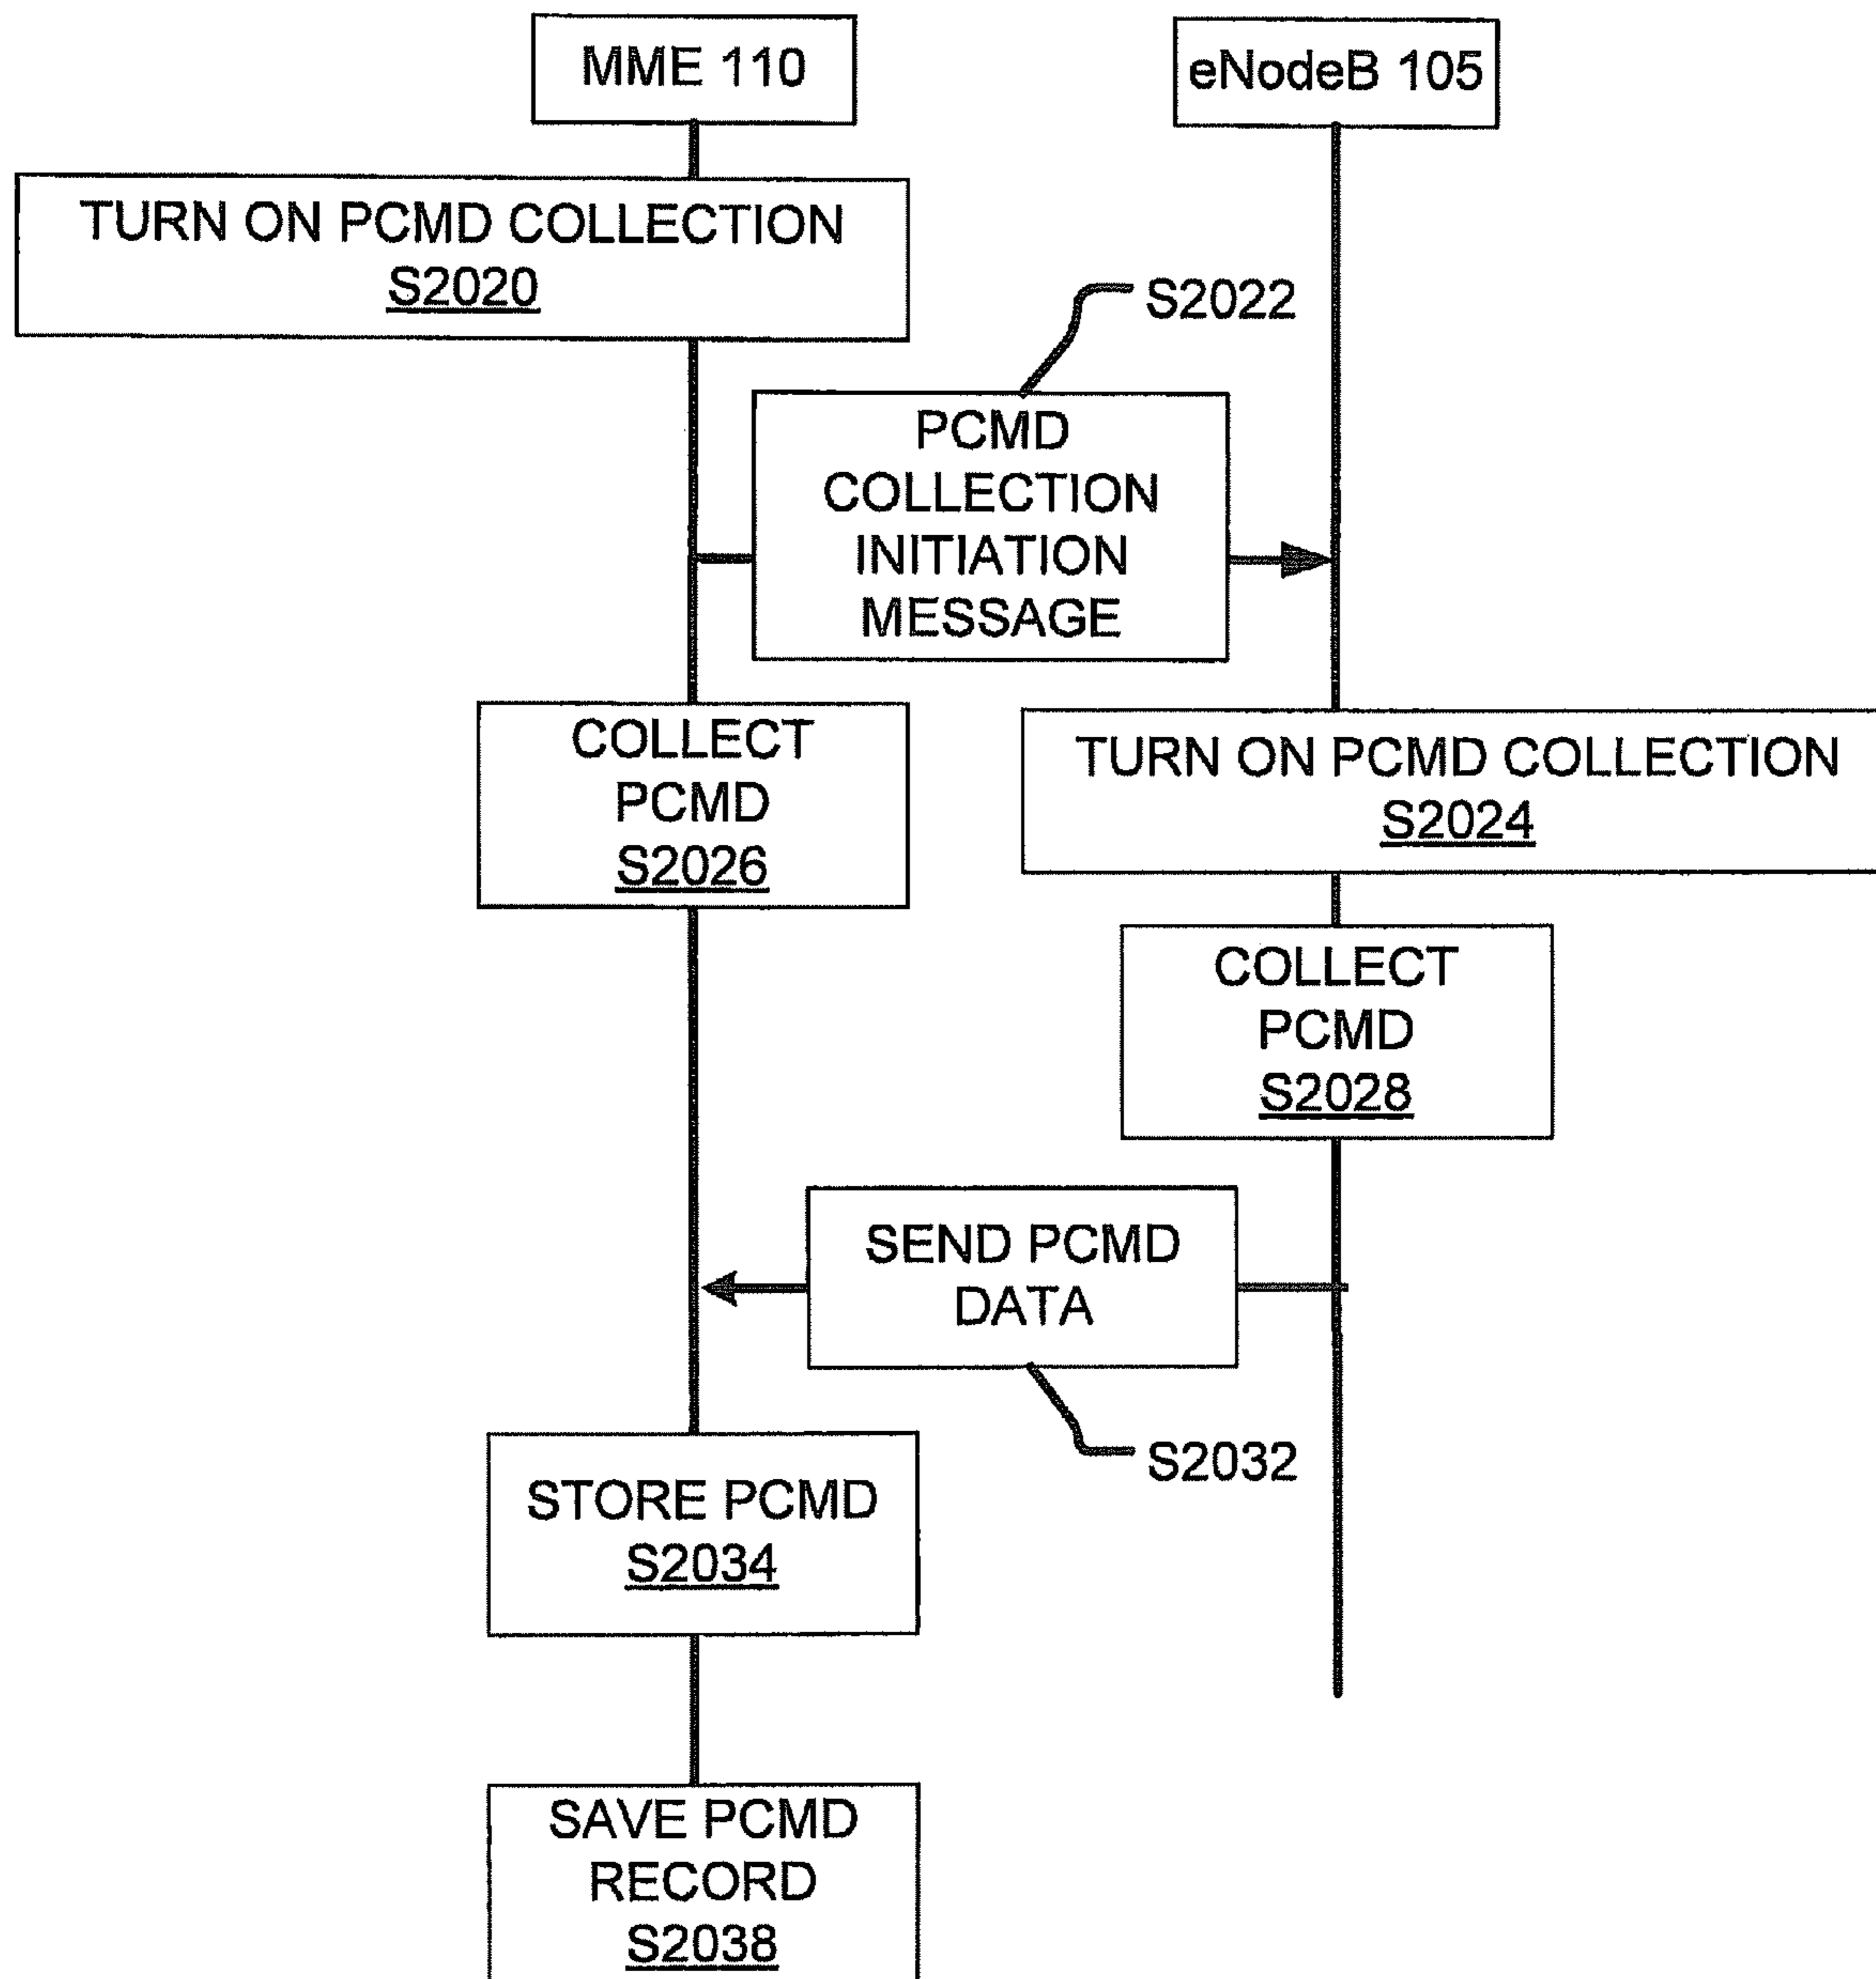 MME 110
eNodeB 105
TURN ON PCMD COLLECTION
S2020
S2022
PCMD
COLLECTION
INITIATION
MESSAGE
COLLECT
PCMD
S2026
TURN ON PCMD COLLECTION
S2024
COLLECT
PCMD
S2028
SEND PCMD
DATA
S2032
STORE PCMD
S2034
SAVE PCMD
RECORD
S2038